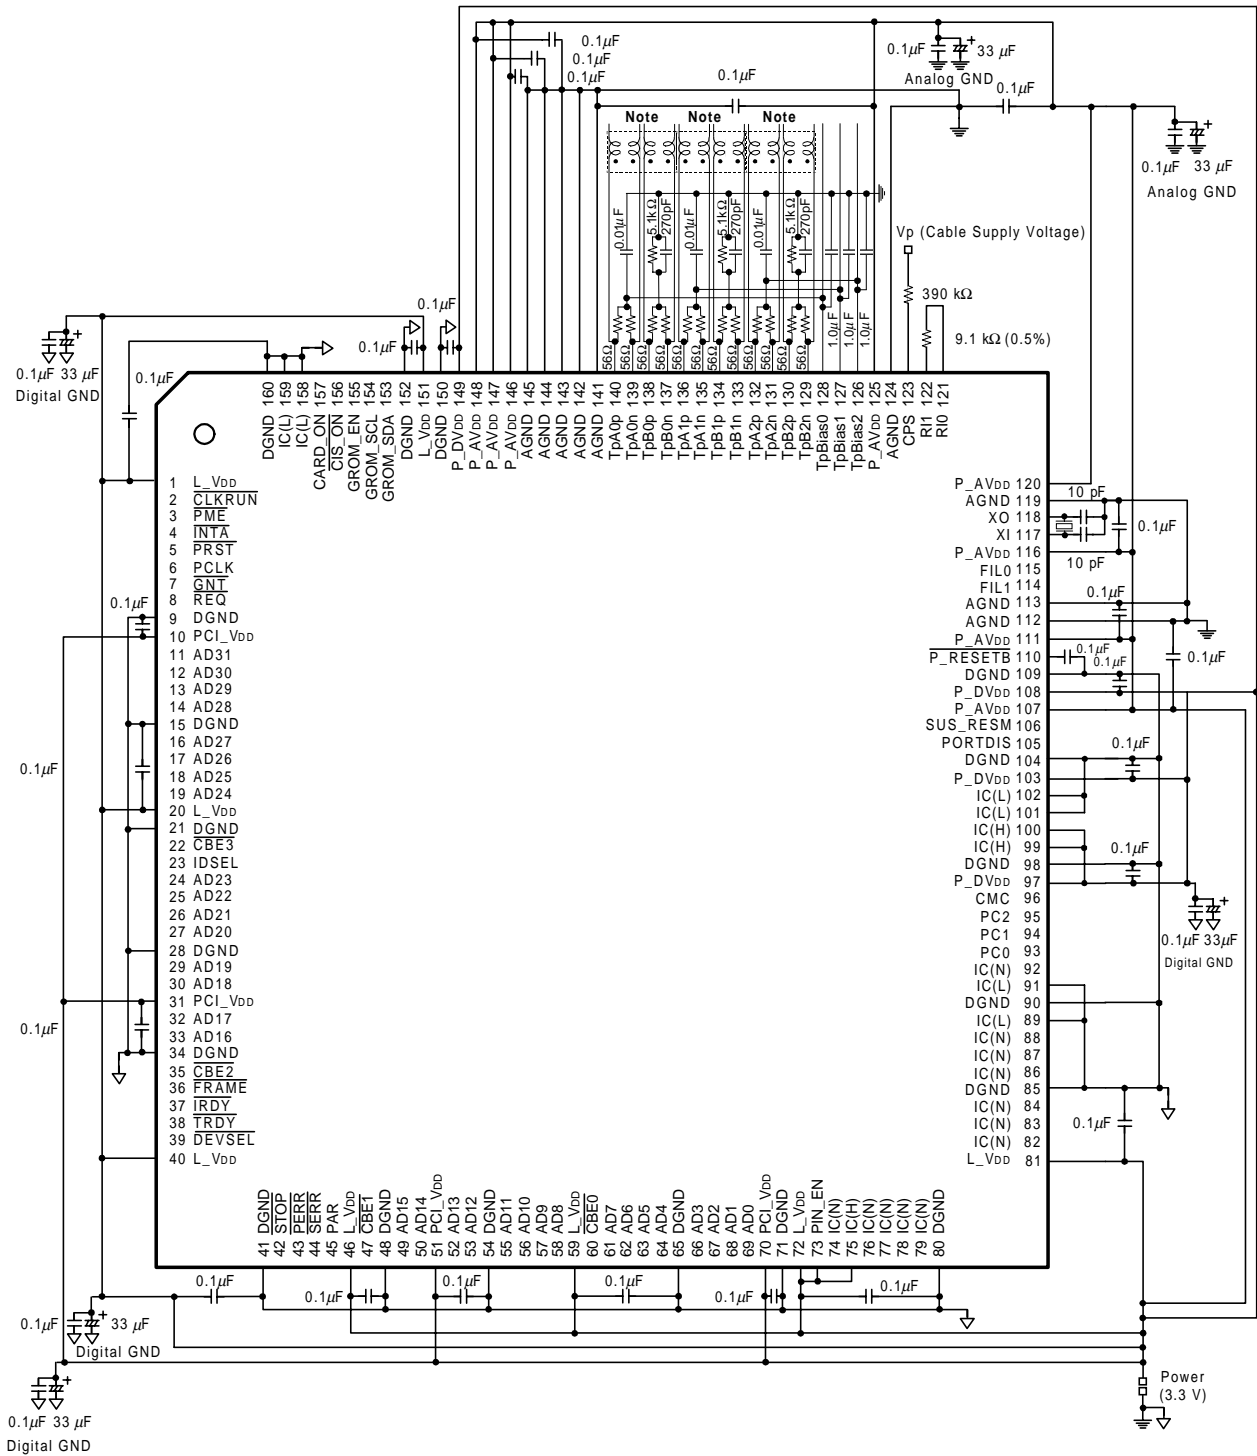 0.1μF
0.1μF
0.1μF
0.1μF
0.1μF 33 μF
Analog GND
0.1μF
0.1μF 33 μF
Analog GND
Note Note Note
0.01μF
5.1kΩ
270pF
0.01μF
5.1kΩ
270pF
0.01μF
5.1kΩ
270pF
Vp (Cable Supply Voltage)
390 kΩ
9.1 kΩ (0.5%)
0.1μF
0.1μF
0.1μF 33 μF
Digital GND
0.1μF
56Ω
56Ω
56Ω
56Ω
56Ω
56Ω
56Ω
56Ω
56Ω
56Ω
56Ω
56Ω
1.0μF
1.0μF
1.0μF
DGND 160
IC(L) 159
IC(L) 158
CARD_ON 157
CIS_ON 156
GROM_EN 155
GROM_SCL 154
GROM_SDA 153
DGND 152
L_VDD 151
DGND 150
P_DVDD 149
P_AVDD 148
P_AVDD 147
P_AVDD 146
AGND 145
AGND 144
AGND 143
AGND 142
AGND 141
TpA0p 140
TpA0n 139
TpB0p 138
TpB0n 137
TpA1p 136
TpA1n 135
TpB1p 134
TpB1n 133
TpA2p 132
TpA2n 131
TpB2p 130
TpB2n 129
TpBias0 128
TpBias1 127
TpBias2 126
P_AVDD 125
AGND 124
CPS 123
RI1 122
RI0 121
1 L_VDD
2 CLKRUN
3 PME
4 INTA
5 PRST
6 PCLK
7 GNT
8 REQ
9 DGND
10 PCI_VDD
11 AD31
12 AD30
13 AD29
14 AD28
15 DGND
16 AD27
17 AD26
18 AD25
19 AD24
20 L_VDD
21 DGND
22 CBE3
23 IDSEL
24 AD23
25 AD22
26 AD21
27 AD20
28 DGND
29 AD19
30 AD18
31 PCI_VDD
32 AD17
33 AD16
34 DGND
35 CBE2
36 FRAME
37 IRDY
38 TRDY
39 DEVSEL
40 L_VDD
0.1μF
0.1μF
0.1μF
P_AVDD 120
AGND 119
XO 118
XI 117
P_AVDD 116
FIL0 115
FIL1 114
AGND 113
AGND 112
P_AVDD 111
P_RESETB 110
DGND 109
P_DVDD 108
P_AVDD 107
SUS_RESM 106
PORTDIS 105
DGND 104
P_DVDD 103
IC(L) 102
IC(L) 101
IC(H) 100
IC(H) 99
DGND 98
P_DVDD 97
CMC 96
PC2 95
PC1 94
PC0 93
IC(N) 92
IC(L) 91
DGND 90
IC(L) 89
IC(N) 88
IC(N) 87
IC(N) 86
DGND 85
IC(N) 84
IC(N) 83
IC(N) 82
L_VDD 81
10 pF
0.1μF
10 pF
0.1μF
0.1μF
0.1μF
0.1μF
0.1μF
0.1μF
0.1μF 33μF
Digital GND
0.1μF
41 DGND
42 STOP
43 PERR
44 SERR
45 PAR
46 L_VDD
47 CBE1
48 DGND
49 AD15
50 AD14
51 PCI_VDD
52 AD13
53 AD12
54 DGND
55 AD11
56 AD10
57 AD9
58 AD8
59 L_VDD
60 CBE0
61 AD7
62 AD6
63 AD5
64 AD4
65 DGND
66 AD3
67 AD2
68 AD1
69 AD0
70 PCI_VDD
71 DGND
72 L_VDD
73 PIN_EN
74 IC(N)
75 IC(H)
76 IC(N)
77 IC(N)
78 IC(N)
79 IC(N)
80 DGND
0.1μF
0.1μF
0.1μF
0.1μF
0.1μF
0.1μF
0.1μF 33 μF
Digital GND
0.1μF 33 μF
Digital GND
Power
(3.3 V)